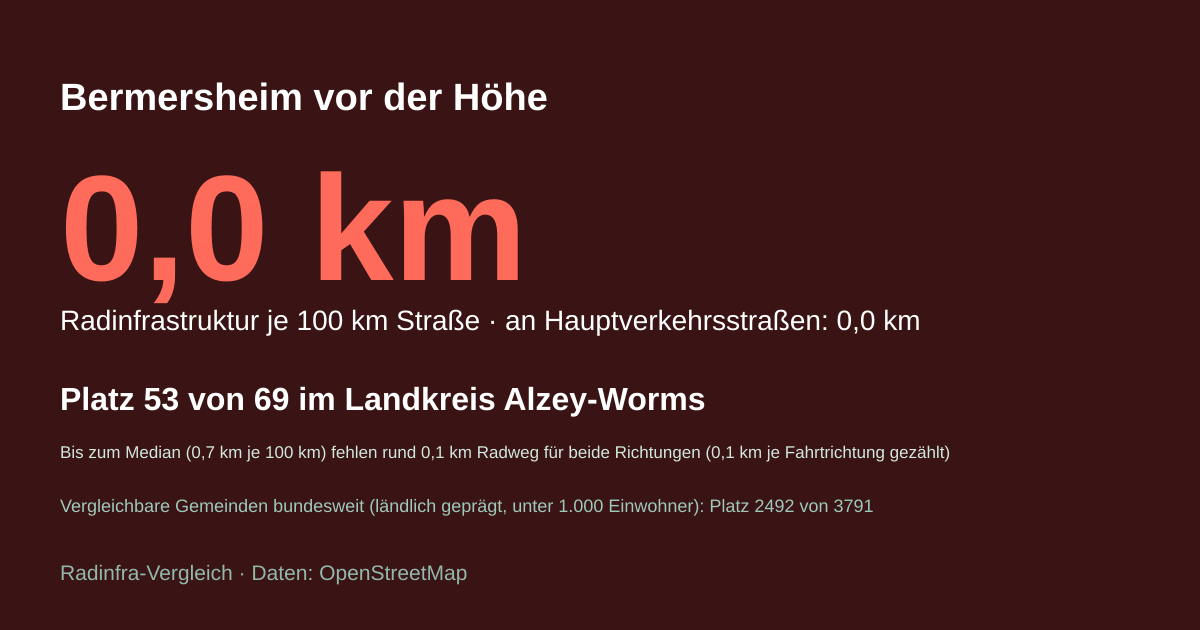 Bermersheim vor der Höhe
0,0 km
Radinfrastruktur je 100 km Straße · an Hauptverkehrsstraßen: 0,0 km
Platz 53 von 69 im Landkreis Alzey-Worms
Bis zum Median (0,7 km je 100 km) fehlen rund 0,1 km Radweg für beide Richtungen (0,1 km je Fahrtrichtung gezählt)
Vergleichbare Gemeinden bundesweit (ländlich geprägt, unter 1.000 Einwohner): Platz 2492 von 3791
Radinfra-Vergleich · Daten: OpenStreetMap